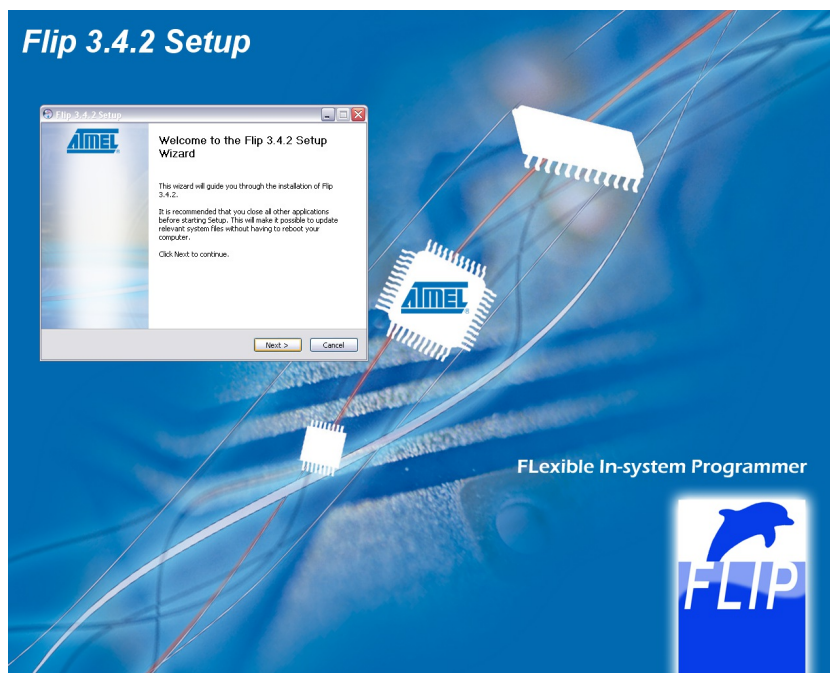 Flip 3.4.2 Setup
Flip 3.4.2 Setup
ATMEL
Welcome to the Flip 3.4.2 Setup
Wizard
This wizard will guide you through the installation of Flip
3.4.2.
It is recommended that you close all other applications
before starting Setup. This will make it possible to update
relevant system files without having to reboot your
computer.
Click Next to continue.
Next >
Cancel
ATMEL
FLexible In-system Programmer
FLIP